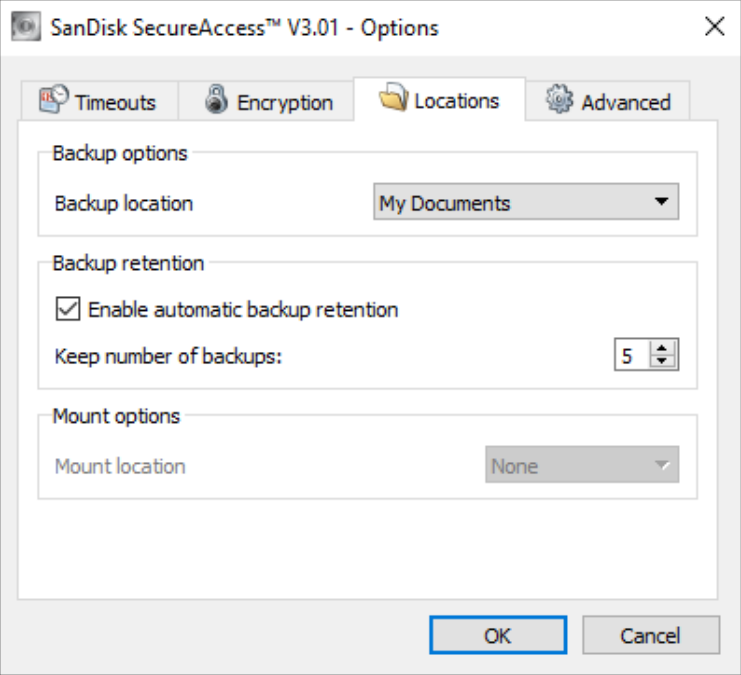 SanDisk SecureAccess™ V3.01 - Options
Timeouts Encryption Locations Advanced
Backup options
Backup location My Documents
Backup retention
Enable automatic backup retention
Keep number of backups: 5
Mount options
Mount location None
OK Cancel